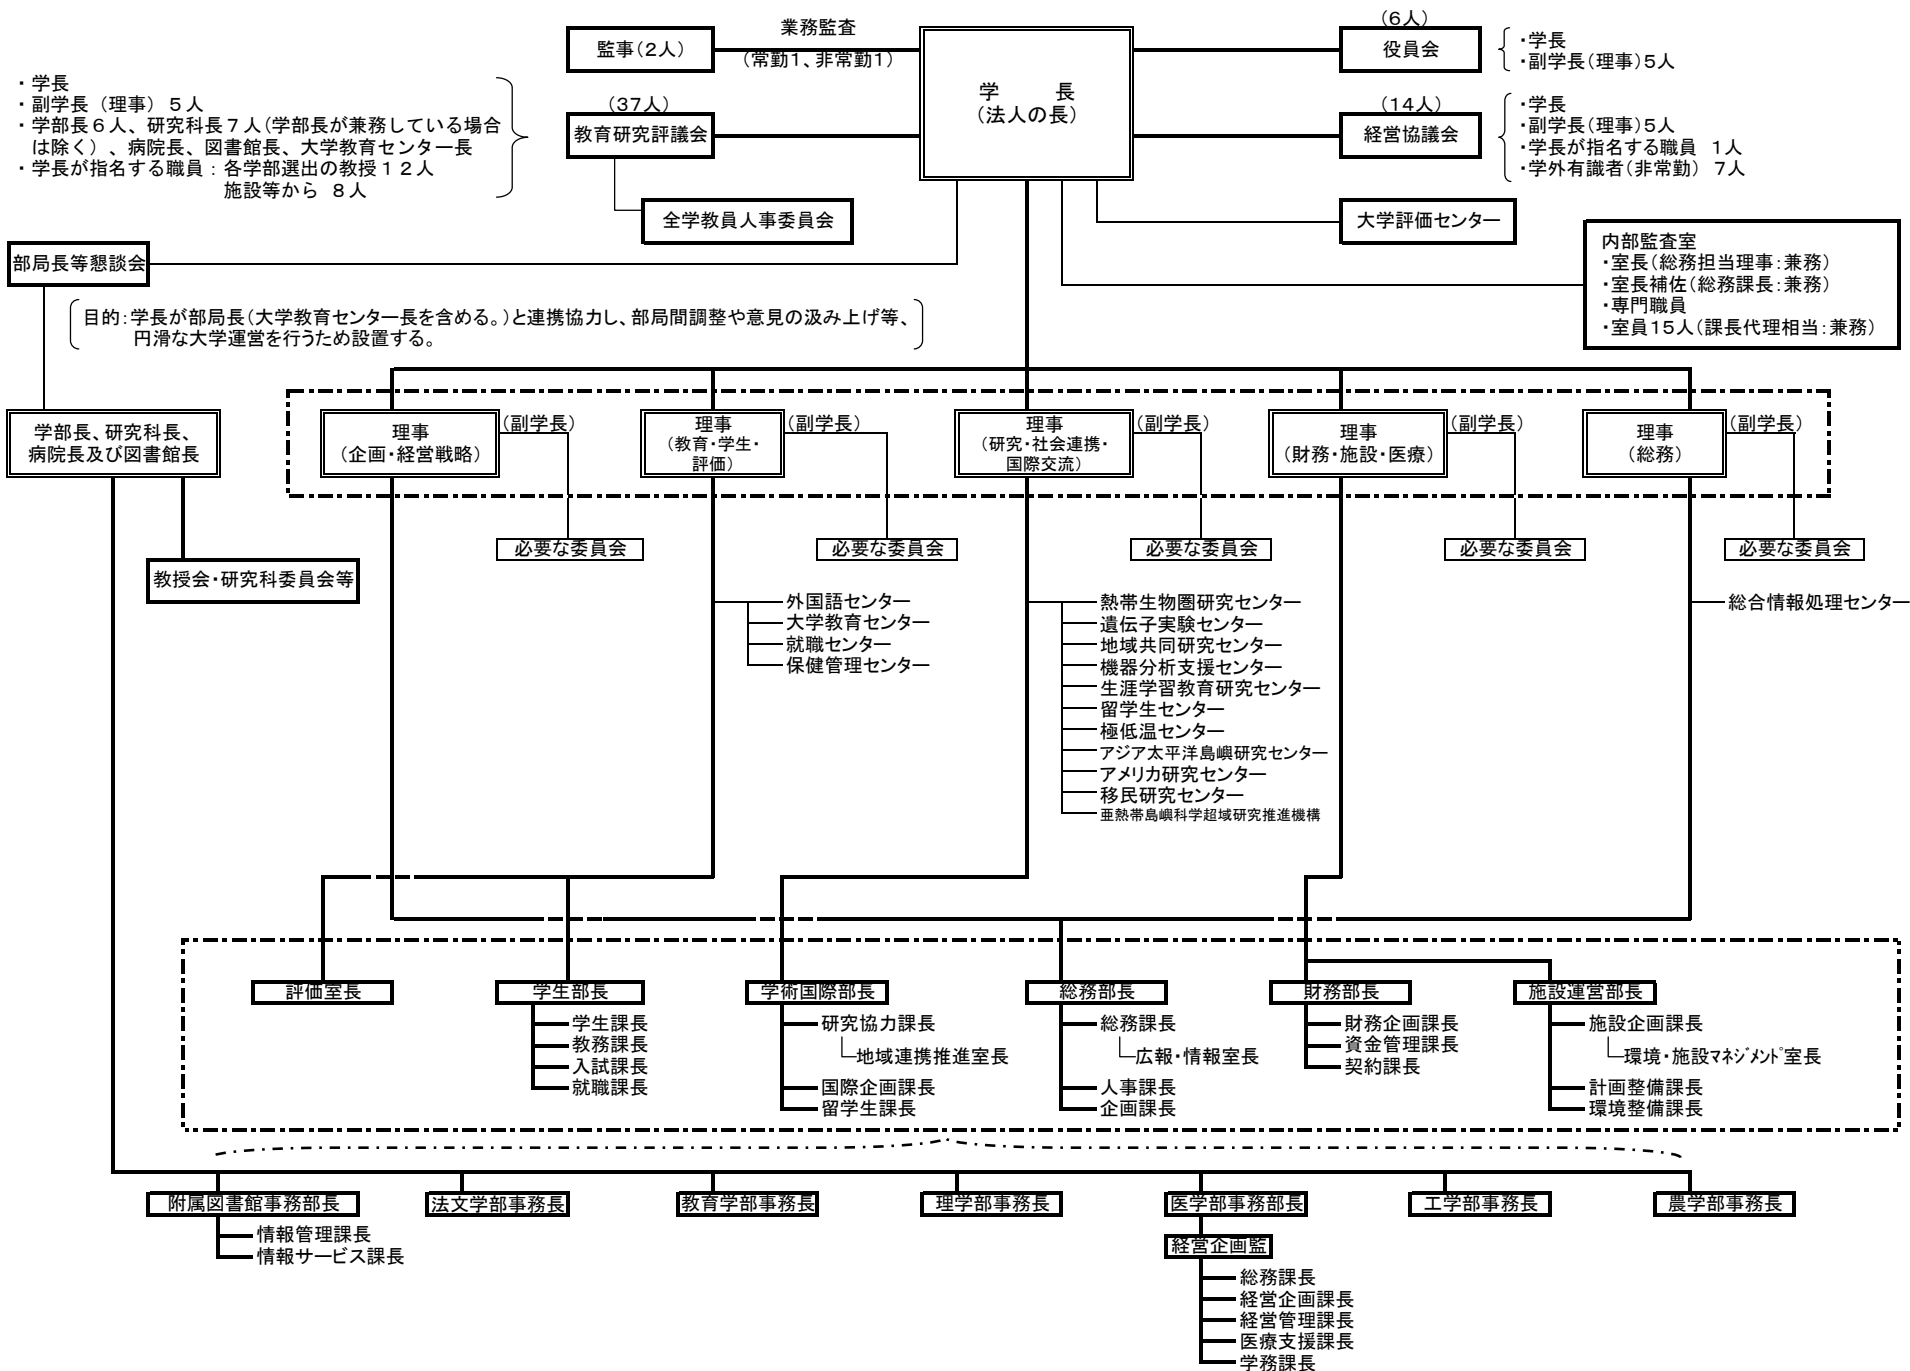 監事(2人)
業務監査
(常勤1、非常勤1)
学　　長
(法人の長)
(6人)
役員会
・学長
・副学長(理事)5人
・学長
・副学長（理事）５人
・学部長６人、研究科長７人(学部長が兼務している場合
は除く）、病院長、図書館長、大学教育センター長
・学長が指名する職員：各学部選出の教授１２人
施設等から　８人
(37人)
教育研究評議会
(14人)
経営協議会
・学長
・副学長(理事)5人
・学長が指名する職員　1人
・学外有識者(非常勤)　7人
全学教員人事委員会
大学評価センター
部局長等懇談会
内部監査室
・室長(総務担当理事:兼務)
・室長補佐(総務課長:兼務)
・専門職員
・室員15人(課長代理相当:兼務)
目的:学長が部局長(大学教育センター長を含める。)と連携協力し、部局間調整や意見の汲み上げ等、
円滑な大学運営を行うため設置する。
学部長、研究科長、
病院長及び図書館長
理事
(企画・経営戦略)
(副学長)
理事
(教育・学生・
評価)
(副学長)
理事
(研究・社会連携・
国際交流)
(副学長)
理事
(財務・施設・医療)
(副学長)
理事
(総務)
(副学長)
必要な委員会
必要な委員会
必要な委員会
必要な委員会
必要な委員会
教授会・研究科委員会等
外国語センター
大学教育センター
就職センター
保健管理センター
熱帯生物圏研究センター
遺伝子実験センター
地域共同研究センター
機器分析支援センター
生涯学習教育研究センター
留学生センター
極低温センター
アジア太平洋島嶼研究センター
アメリカ研究センター
移民研究センター
亜熱帯島嶼科学超域研究推進機構
総合情報処理センター
評価室長
学生部長
学生課長
教務課長
入試課長
就職課長
学術国際部長
研究協力課長
地域連携推進室長
国際企画課長
留学生課長
総務部長
総務課長
広報・情報室長
人事課長
企画課長
財務部長
財務企画課長
資金管理課長
契約課長
施設運営部長
施設企画課長
環境・施設ﾏﾈｼﾞﾒﾝﾄ室長
計画整備課長
環境整備課長
附属図書館事務部長
情報管理課長
情報サービス課長
法文学部事務長
教育学部事務長
理学部事務長
医学部事務部長
経営企画監
総務課長
経営企画課長
経営管理課長
医療支援課長
学務課長
工学部事務長
農学部事務長